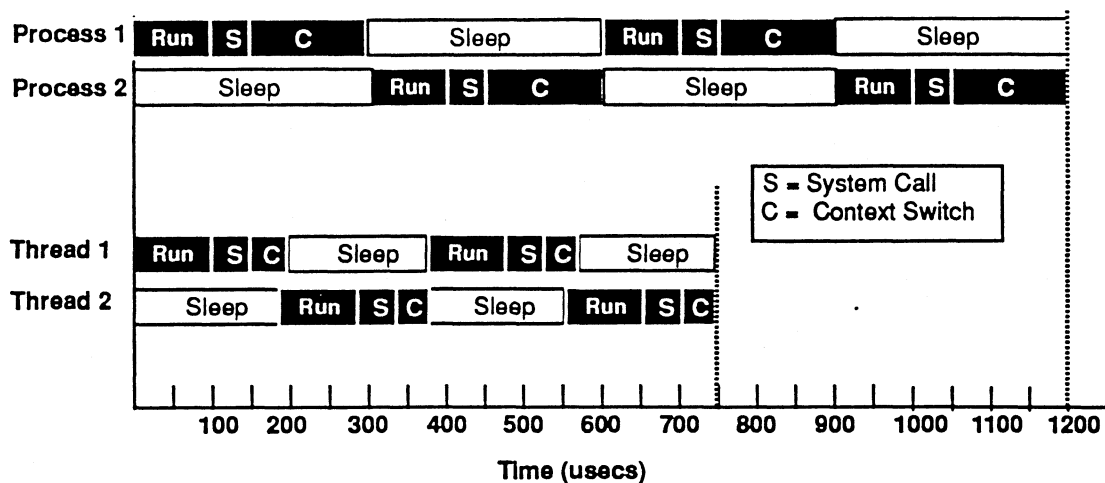 Process 1 Run S C Sleep Run S C Sleep
Process 2 Sleep Run S C Sleep Run S C
S = System Call
C = Context Switch
Thread 1 Run S C Sleep Run S C Sleep
Thread 2 Sleep Run S C Sleep Run S C
100 200 300 400 500 600 700 800 900 1000 1100 1200
Time (usecs)